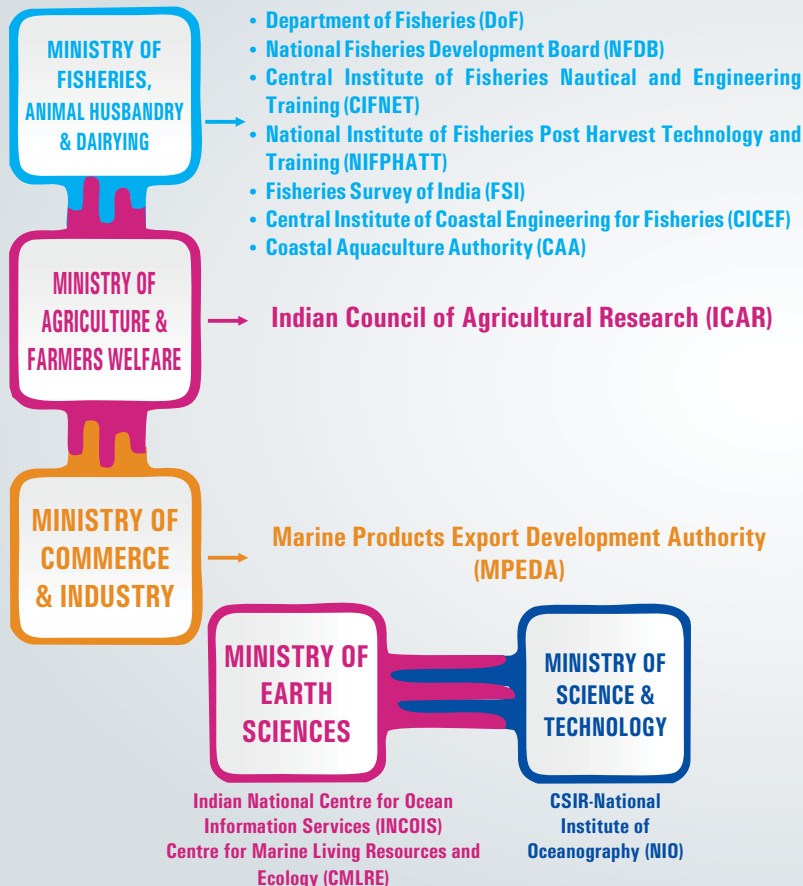 MINISTRY OF
FISHERIES,
ANIMAL HUSBANDRY
& DAIRYING
• Department of Fisheries (DoF)
• National Fisheries Development Board (NFDB)
• Central Institute of Fisheries Nautical and Engineering
Training (CIFNET)
• National Institute of Fisheries Post Harvest Technology and
Training (NIFPHATT)
• Fisheries Survey of India (FSI)
• Central Institute of Coastal Engineering for Fisheries (CICEF)
• Coastal Aquaculture Authority (CAA)
MINISTRY OF
AGRICULTURE &
FARMERS WELFARE
Indian Council of Agricultural Research (ICAR)
MINISTRY OF
COMMERCE
& INDUSTRY
Marine Products Export Development Authority
(MPEDA)
MINISTRY OF
EARTH
SCIENCES
Indian National Centre for Ocean
Information Services (INCOIS)
Centre for Marine Living Resources and
Ecology (CMLRE)
MINISTRY OF
SCIENCE &
TECHNOLOGY
CSIR-National
Institute of
Oceanography (NIO)